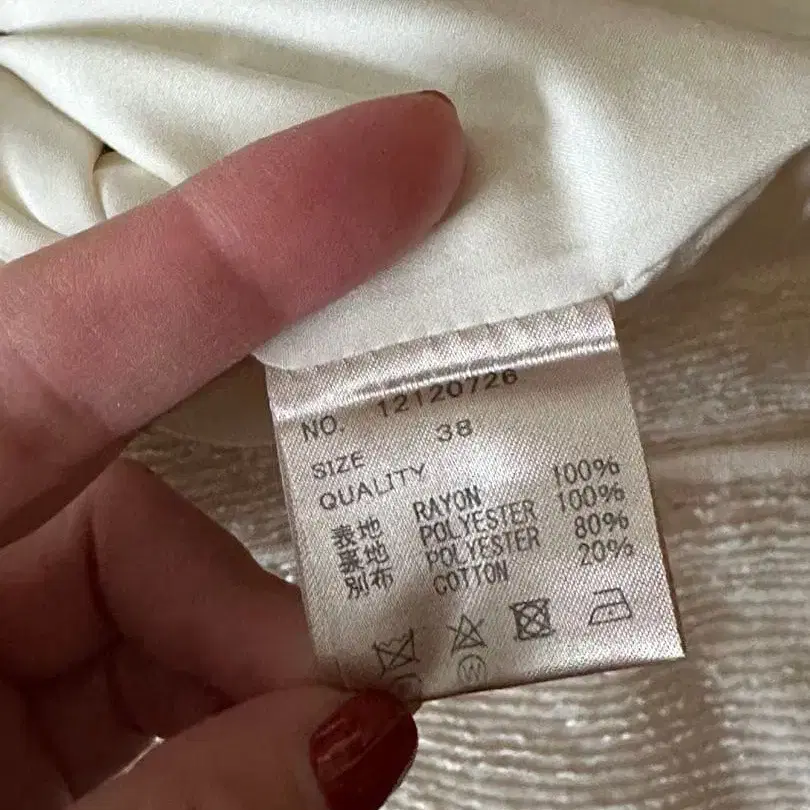 NO. 12120726
SIZE 38
QUALITY
表地 RAYON 100%
裏地 POLYESTER 100%
別布 POLYESTER 80%
COTTON 20%
W